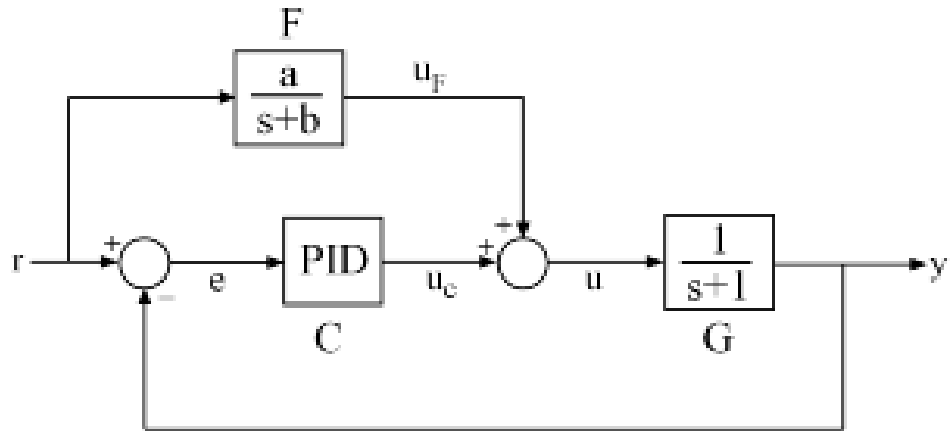 F
a
s+b
u_F
r
+
−
e
PID
C
u_C
+
+
u
1
s+1
G
y